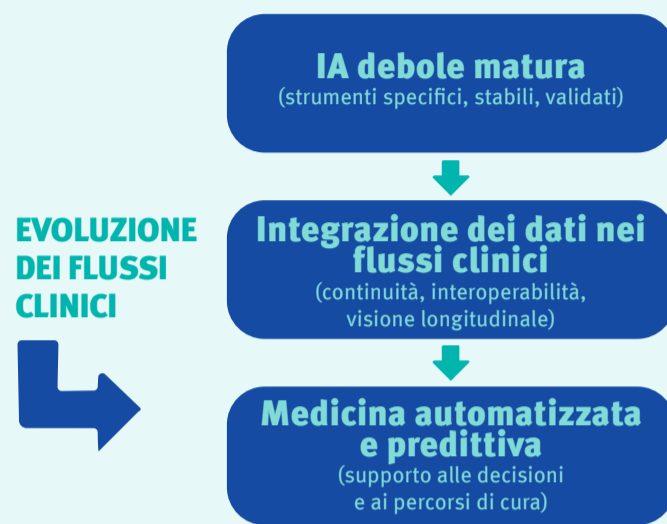 IA debole matura
(strumenti specifici, stabili, validati)
EVOLUZIONE
DEI FLUSSI
CLINICI
Integrazione dei dati nei
flussi clinici
(continuità, interoperabilità,
visione longitudinale)
Medicina automatizzata
e predittiva
(supporto alle decisioni
e ai percorsi di cura)